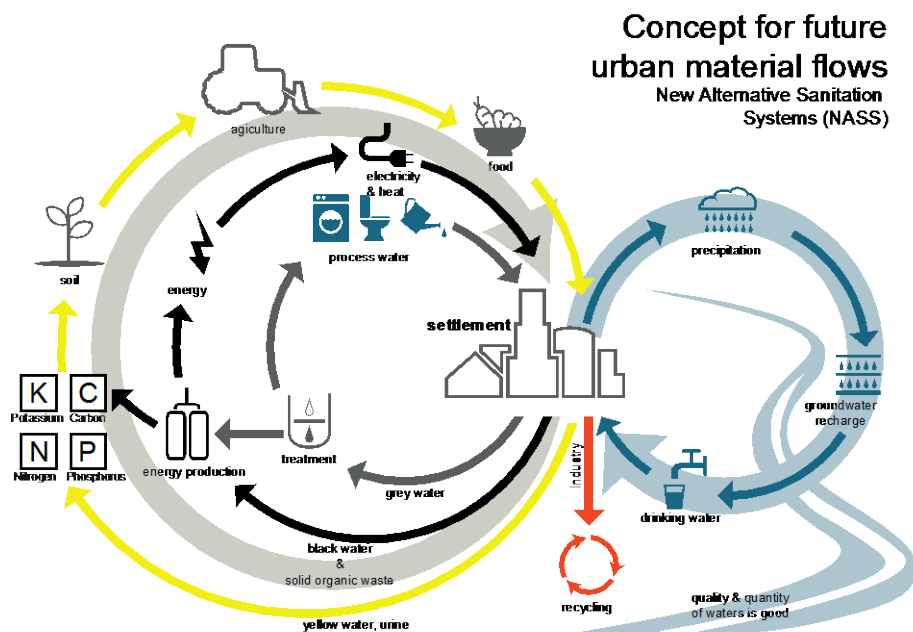 Concept for future
urban material flows
New Alternative Sanitation
Systems (NASS)
agiculture
food
electricity
& heat
process water
precipitation
soil
energy
settlement
K
C
Potassium
Carbon
N
P
Nitrogen
Phosphorus
energy production
treatment
grey water
industry
groundwater
recharge
drinking water
black water
&
solid organic waste
recycling
yellow water, urine
quality & quantity
of waters is good